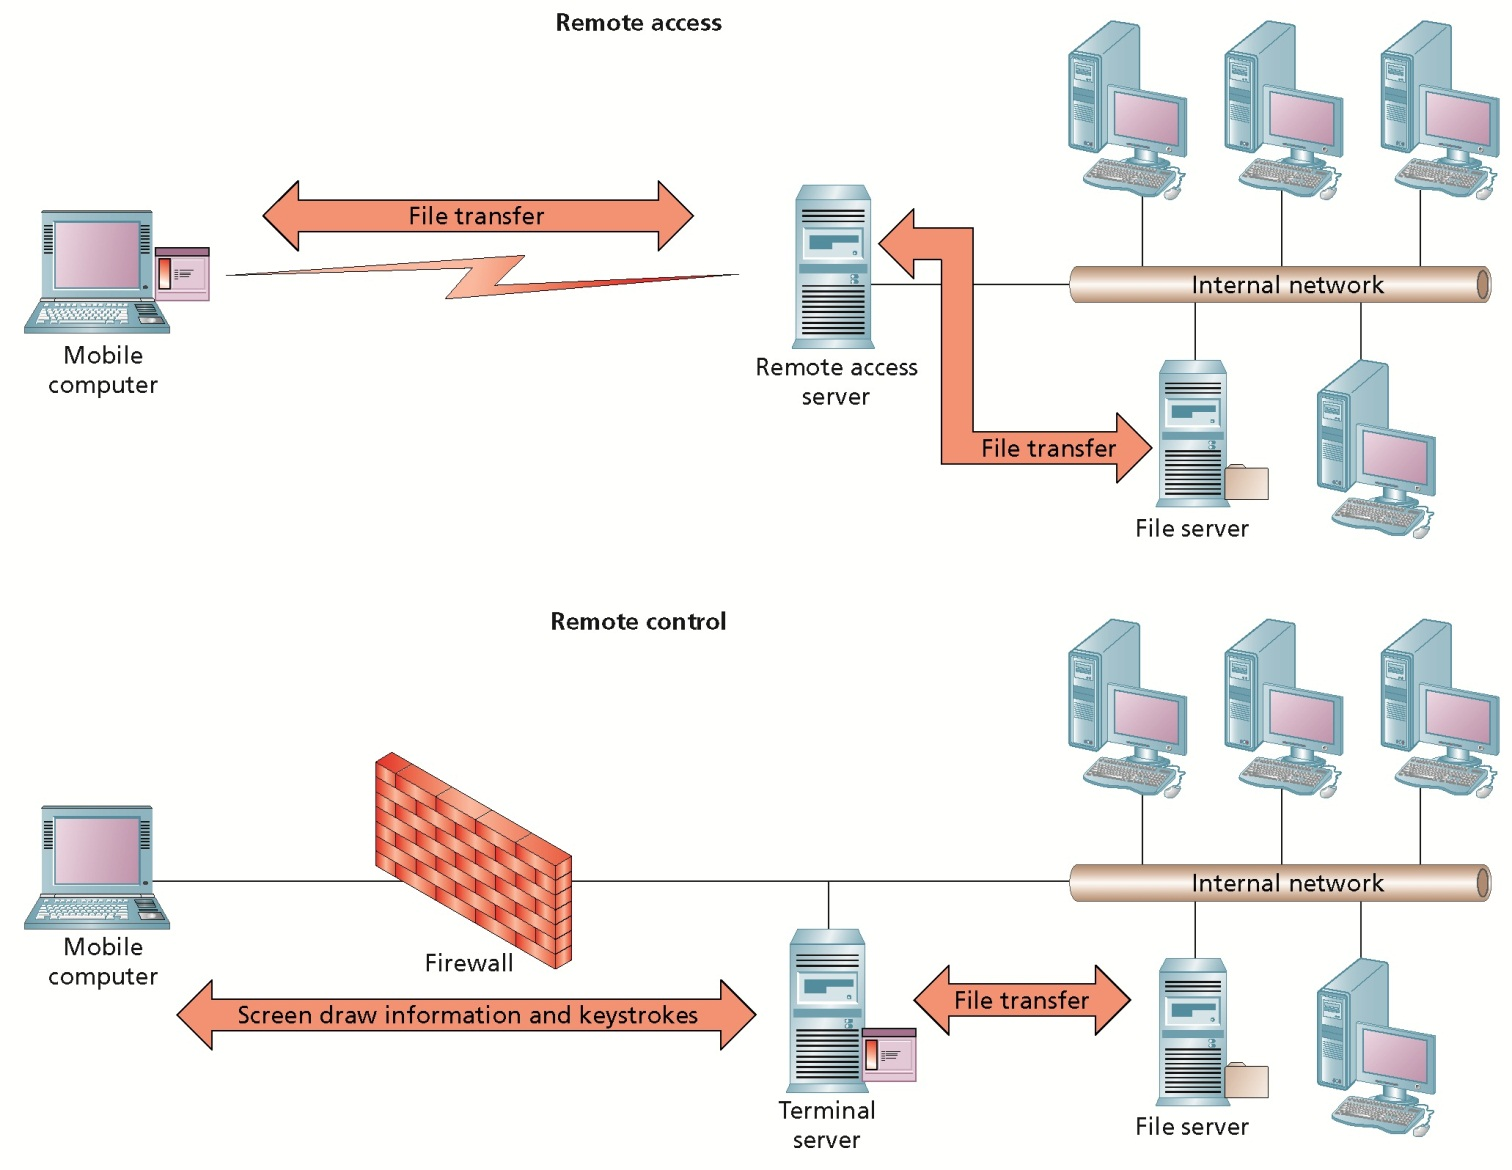 Remote access
File transfer
Mobile
computer
Remote access
server
Internal network
File transfer
File server
Remote control
Mobile
computer
Firewall
Internal network
Screen draw information and keystrokes
File transfer
Terminal
server
File server